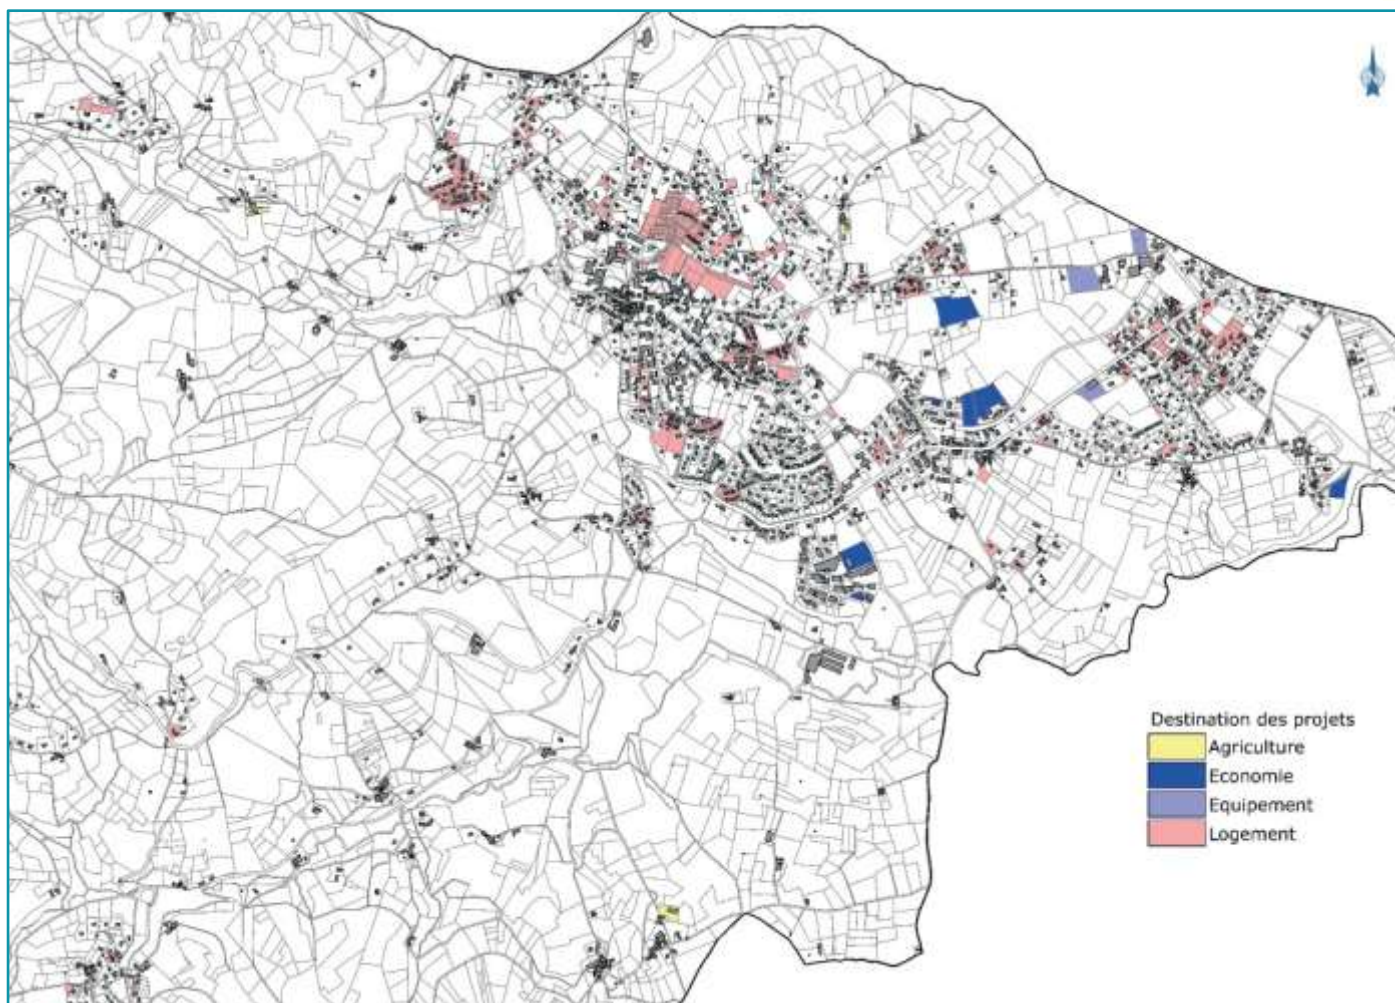 Destination des projets
Agriculture
Economie
Equipement
Logement